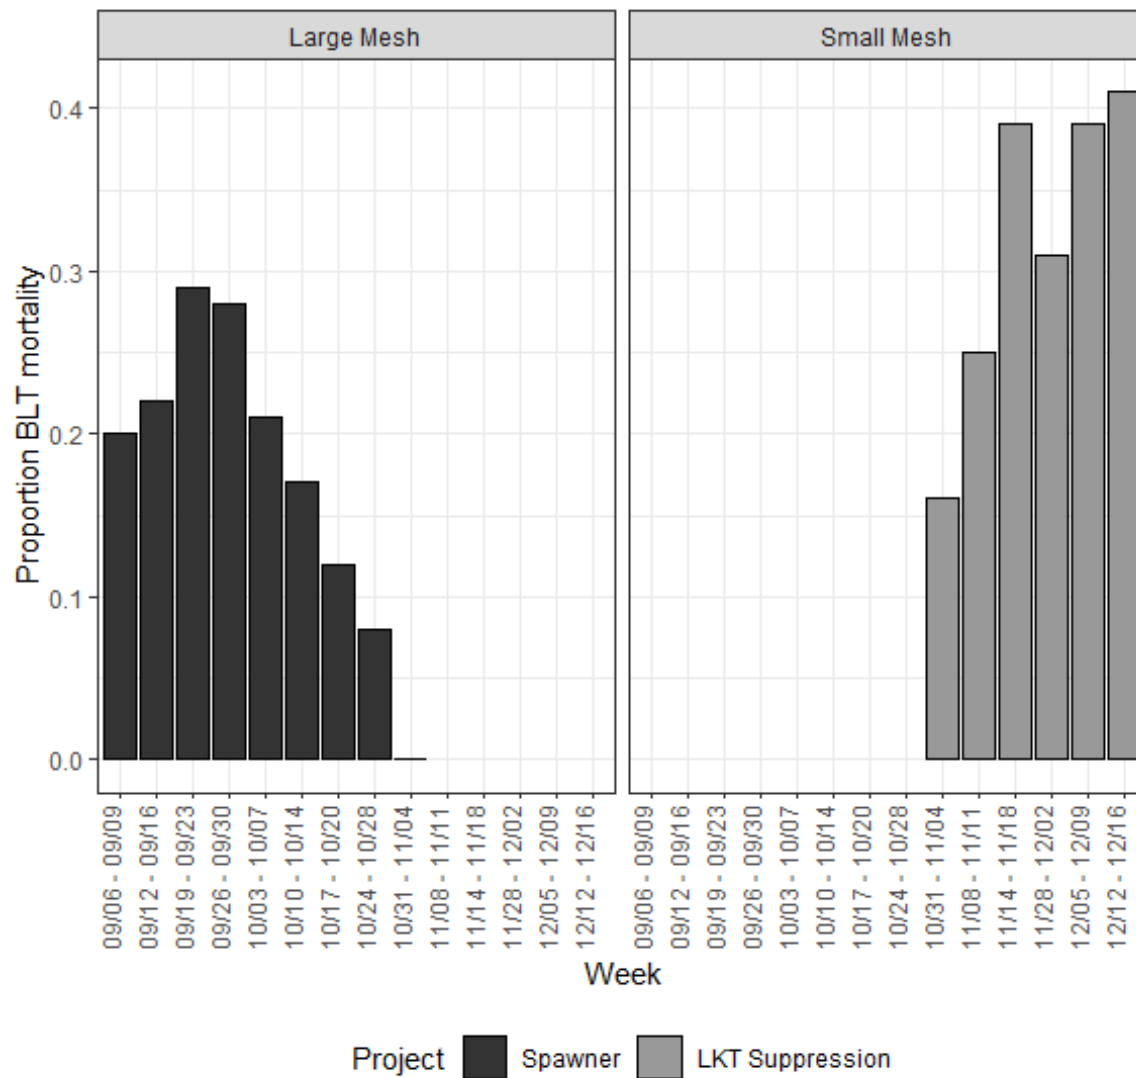 Large Mesh
Small Mesh
Proportion BLT mortality
0.4
0.3
0.2
0.1
0.0
09/06 - 09/09
09/12 - 09/16
09/19 - 09/23
09/26 - 09/30
10/03 - 10/07
10/10 - 10/14
10/17 - 10/20
10/24 - 10/28
10/31 - 11/04
11/08 - 11/11
11/14 - 11/18
11/28 - 12/02
12/05 - 12/09
12/12 - 12/16
09/06 - 09/09
09/12 - 09/16
09/19 - 09/23
09/26 - 09/30
10/03 - 10/07
10/10 - 10/14
10/17 - 10/20
10/24 - 10/28
10/31 - 11/04
11/08 - 11/11
11/14 - 11/18
11/28 - 12/02
12/05 - 12/09
12/12 - 12/16
Week
Project Spawner LKT Suppression